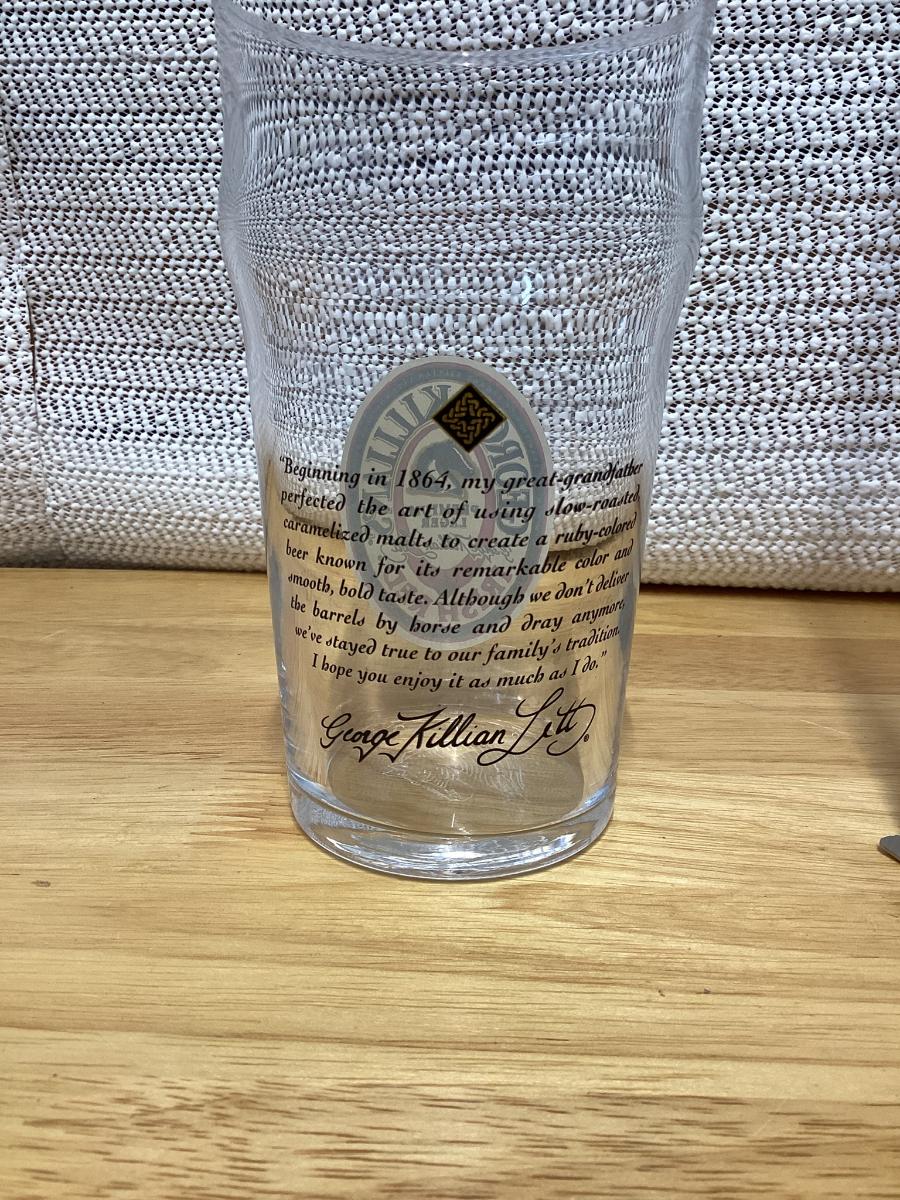 “Beginning in 1864, my great-grandfather
perfected the art of using slow-roasted,
caramelized malts to create a ruby-colored
beer known for its remarkable color and
smooth, bold taste. Although we don't deliver
the barrels by horse and dray anymore,
we've stayed true to our family's tradition.
I hope you enjoy it as much as I do.”
George Killian Lett®